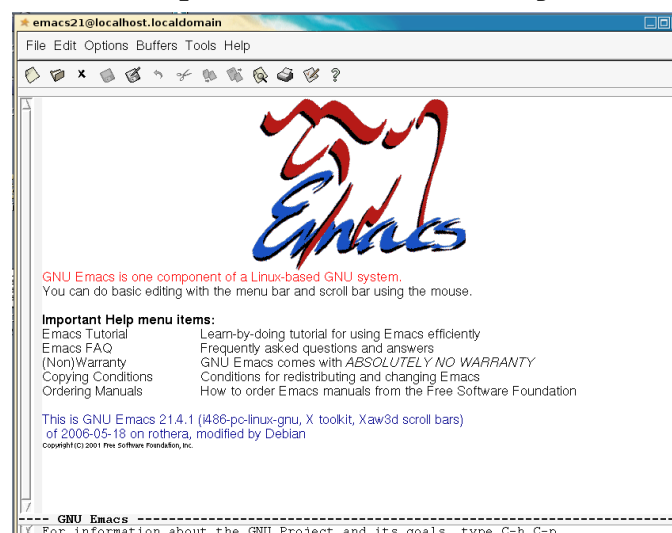 emacs21@localhost.localdomain
File Edit Options Buffers Tools Help
Emacs
GNU Emacs is one component of a Linux-based GNU system.
You can do basic editing with the menu bar and scroll bar using the mouse.
Important Help menu items:
Emacs Tutorial Learn-by-doing tutorial for using Emacs efficiently
Emacs FAQ Frequently asked questions and answers
(Non)Warranty GNU Emacs comes with ABSOLUTELY NO WARRANTY
Copying Conditions Conditions for redistributing and changing Emacs
Ordering Manuals How to order Emacs manuals from the Free Software Foundation
This is GNU Emacs 21.4.1 (i486-pc-linux-gnu, X toolkit, Xaw3d scroll bars)
of 2006-05-18 on rothera, modified by Debian
Copyright (C) 2001 Free Software Foundation, Inc.
----- GNU Emacs -----
For information about the GNU Project and its goals, type C-h C-p.